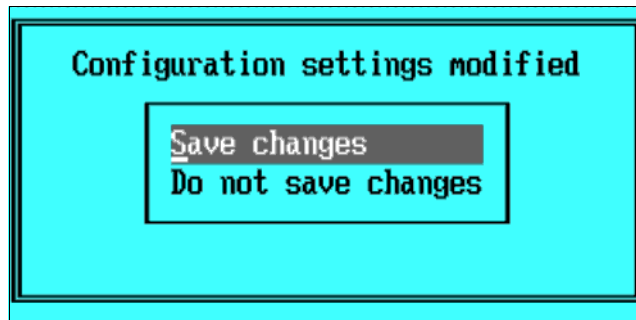 Configuration settings modified
Save changes
Do not save changes